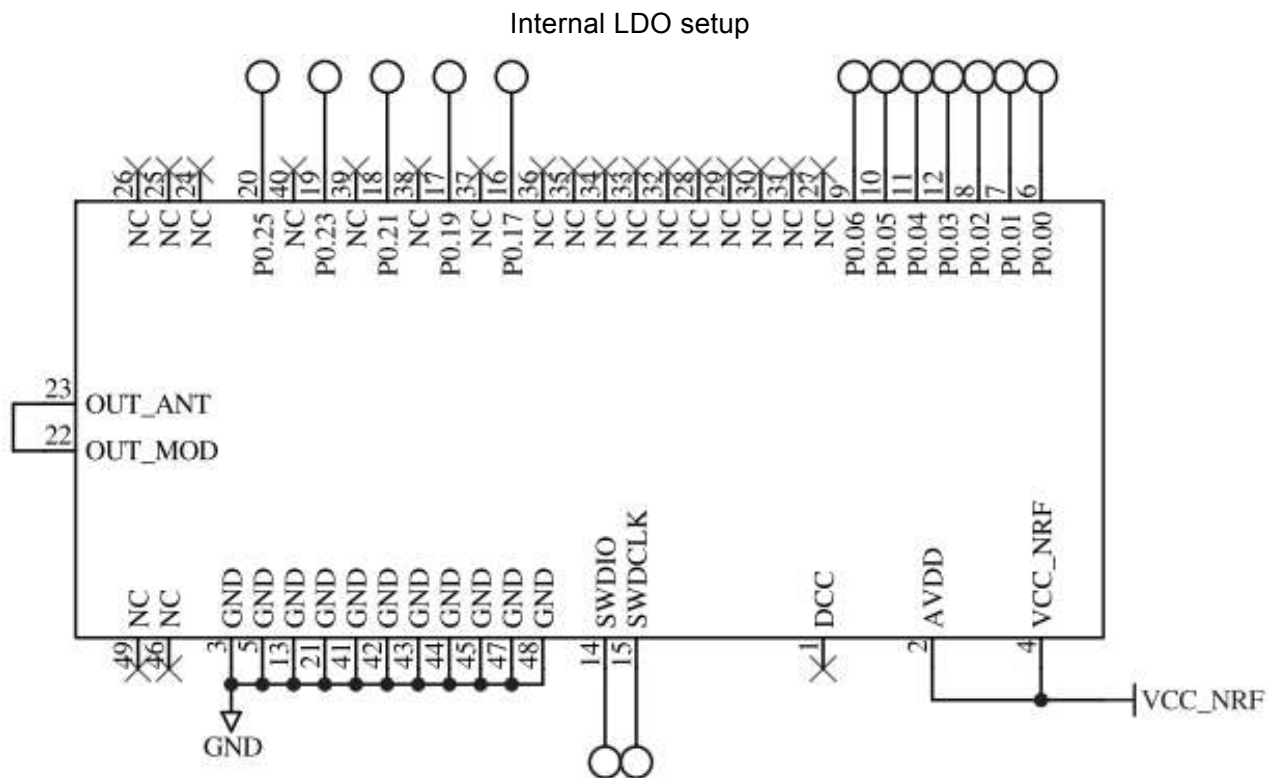 Internal LDO setup
26 25 24 20 40 19 39 18 38 17 37 16 36 35 34 33 32 28 29 30 31 27 9 10 11 12 8 7 6
NC NC NC P0.25 NC P0.23 NC P0.21 NC P0.19 NC P0.17 NC NC NC NC NC NC NC NC NC NC P0.06 P0.05 P0.04 P0.03 P0.02 P0.01 P0.00
23 OUT_ANT
22 OUT_MOD
NC NC GND GND GND GND GND GND GND GND GND GND GND SWDIO SWDCLK DCC AVDD VCC_NRF
49 46 3 5 13 21 41 42 43 44 45 47 48 14 15 1 2 4
VCC_NRF
GND